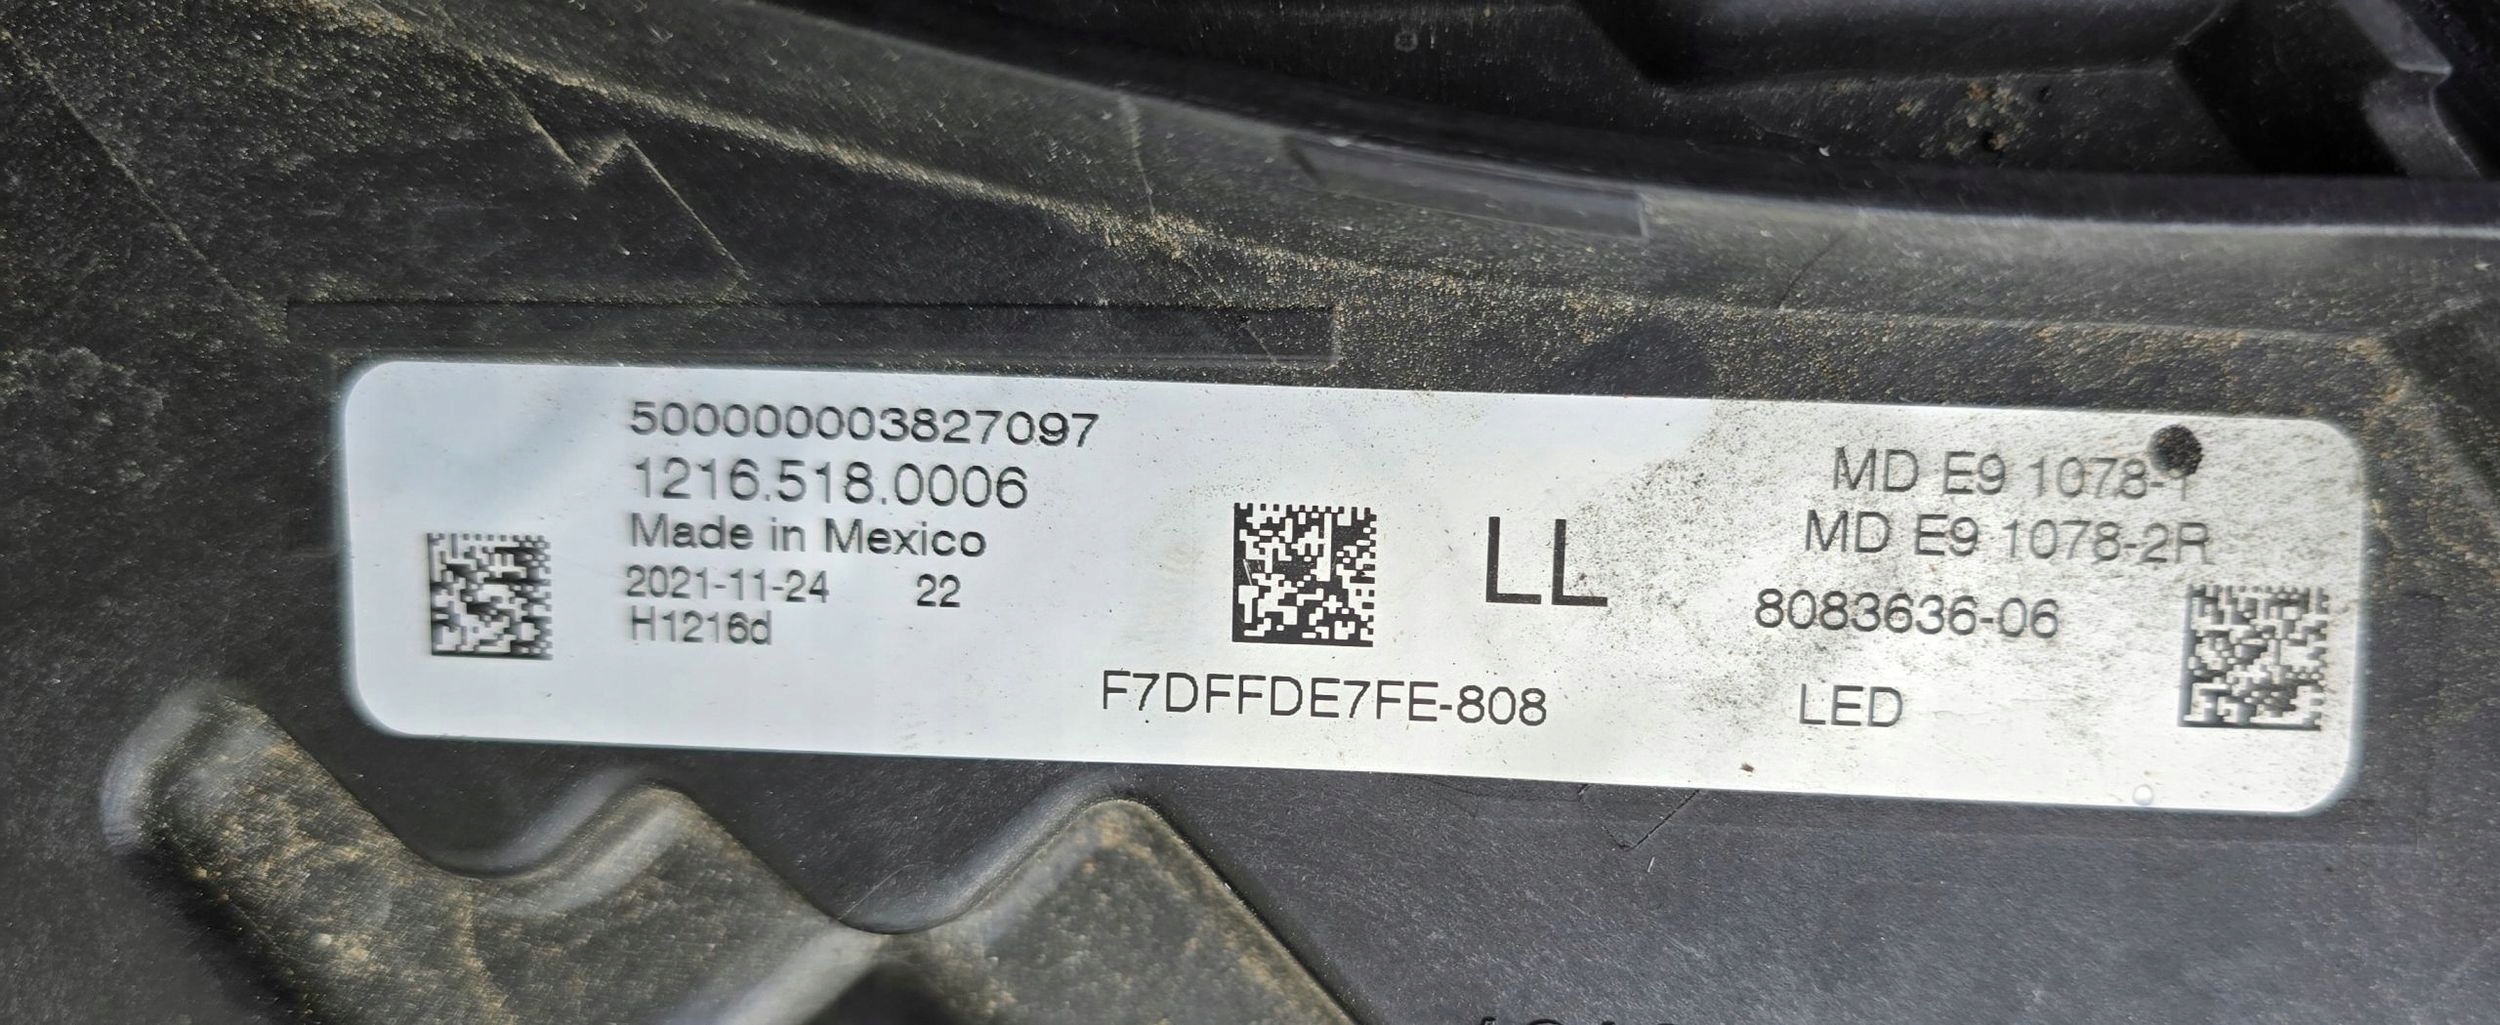 500000003827097
1216.518.0006
Made in Mexico
2021-11-24 22
H1216d
LL
F7DFFDE7FE-808
MD E9 1078-1
MD E9 1078-2R
8083636-06
LED